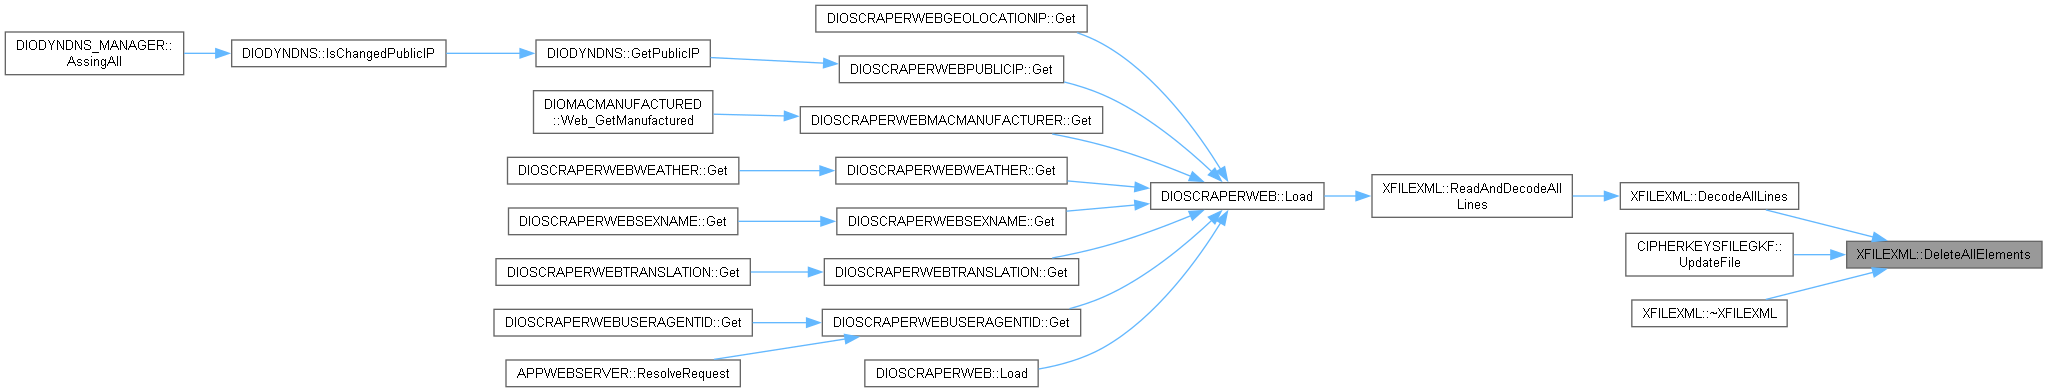 DIOSCRAPERWEBGEOLOCATIONIP::Get
DIODYNDNS_MANAGER::
AssingAll
DIODYNDNS::IsChangedPublicIP
DIODYNDNS::GetPublicIP
DIOSCRAPERWEBPUBLICIP::Get
DIOMACMANUFACTURED
::Web_GetManufactured
DIOSCRAPERWEBMACMANUFACTURER::Get
DIOSCRAPERWEBWEATHER::Get
DIOSCRAPERWEBWEATHER::Get
DIOSCRAPERWEB::Load
XFILEXML::ReadAndDecodeAll
Lines
XFILEXML::DecodeAllLines
DIOSCRAPERWEBSEXNAME::Get
DIOSCRAPERWEBSEXNAME::Get
CIPHERKEYSFILEGKF::
UpdateFile
XFILEXML::DeleteAllElements
DIOSCRAPERWEBTRANSLATION::Get
DIOSCRAPERWEBTRANSLATION::Get
XFILEXML::~XFILEXML
DIOSCRAPERWEBUSERAGENTID::Get
DIOSCRAPERWEBUSERAGENTID::Get
APPWEBSERVER::ResolveRequest
DIOSCRAPERWEB::Load